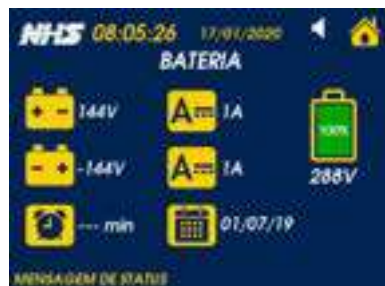 NHS 08:05:26 17/01/2020
BATERIA
144V A 1A
-144V A 1A
100%
288V
--- min 01/07/19
MENSAGEM DE STATUS